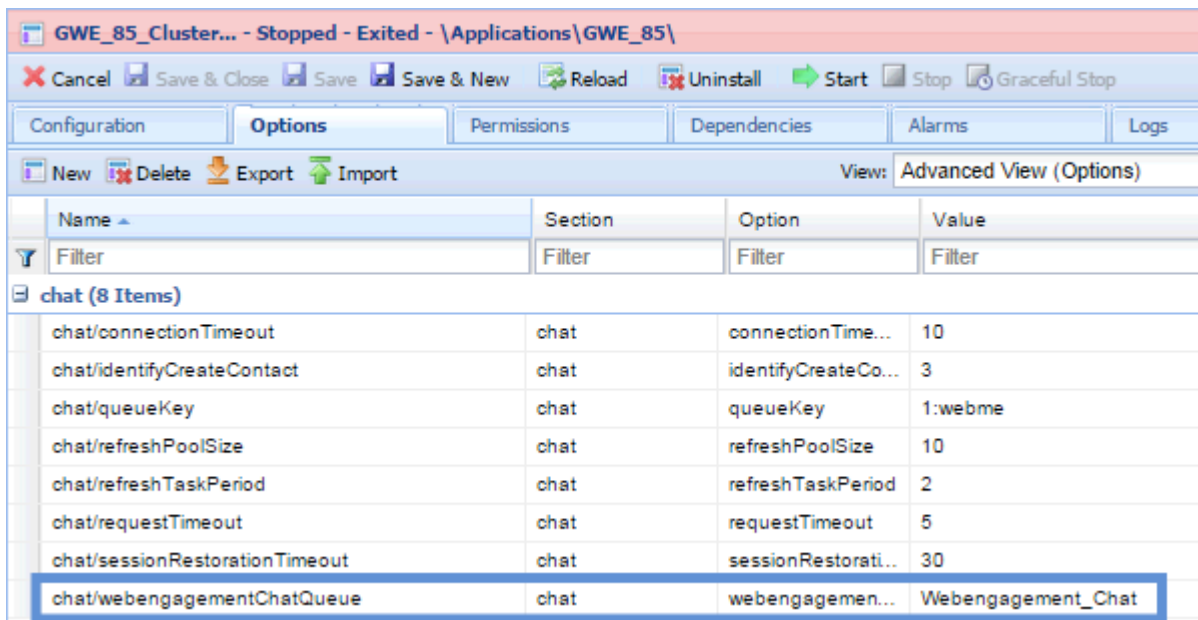 GWE_85_Cluster... - Stopped - Exited - \Applications\GWE_85\
Cancel Save & Close Save Save & New Reload Uninstall Start Stop Graceful Stop
Configuration Options Permissions Dependencies Alarms Logs
New Delete Export Import View: Advanced View (Options)
Name Section Option Value
Filter Filter Filter Filter
chat (8 Items)
chat/connectionTimeout chat connectionTime... 10
chat/identifyCreateContact chat identifyCreateCo... 3
chat/queueKey chat queueKey 1:webme
chat/refreshPoolSize chat refreshPoolSize 10
chat/refreshTaskPeriod chat refreshTaskPeriod 2
chat/requestTimeout chat requestTimeout 5
chat/sessionRestorationTimeout chat sessionRestorati... 30
chat/webengagementChatQueue chat webengagemen... Webengagement_Chat